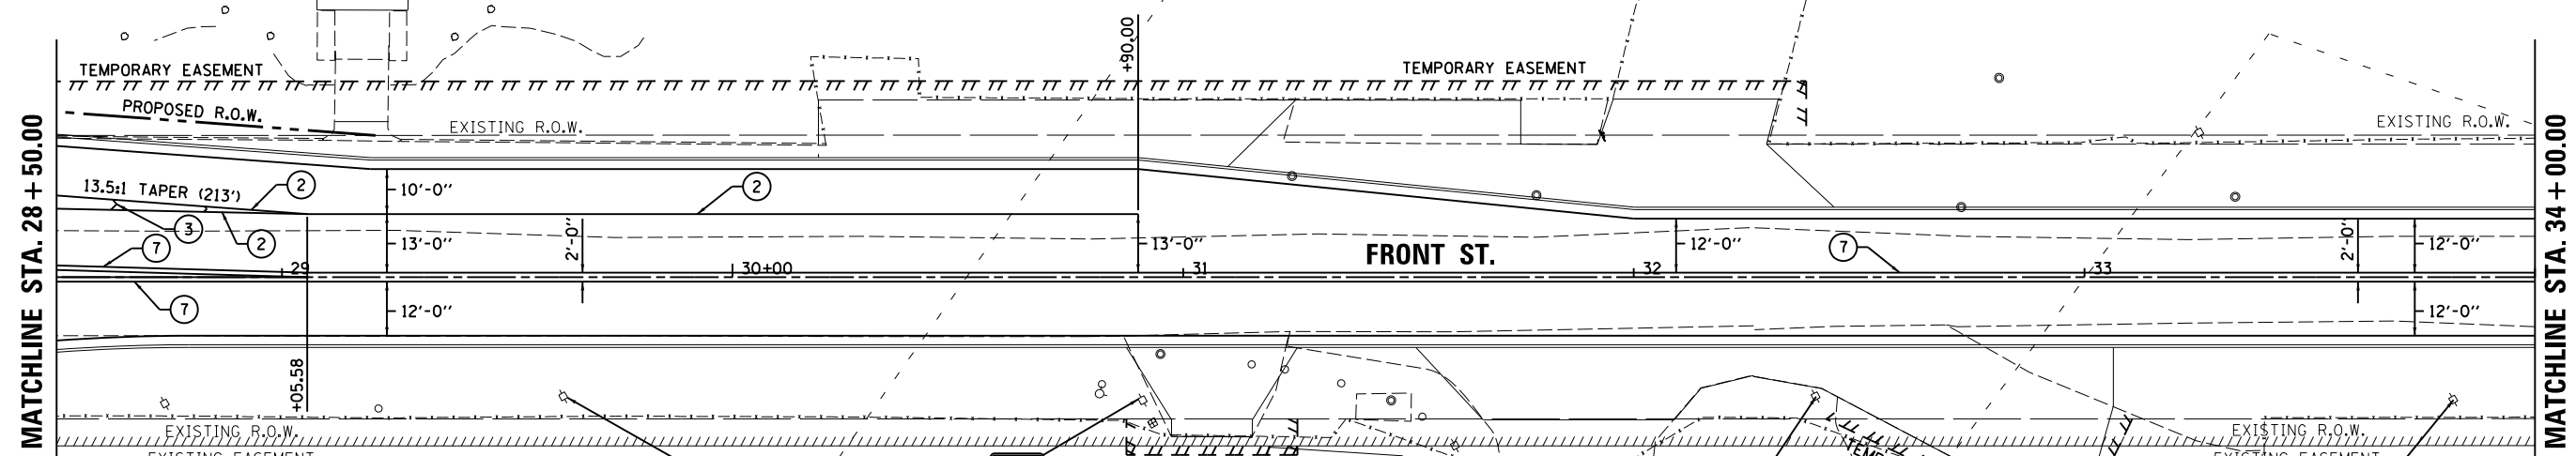 MATCHLINE STA. 28+50.00
TEMPORARY EASEMENT
PROPOSED R.O.W.
EXISTING R.O.W.
+90.00
TEMPORARY EASEMENT
EXISTING R.O.W.
13.5:1 TAPER (213')
2
10'-0"
2
3
2
7
13'-0"
2'-0"
13'-0"
FRONT ST.
12'-0"
7
2'-0"
12'-0"
29
30+00
31
32
33
7
12'-0"
12'-0"
+05.58
EXISTING R.O.W.
EXISTING EASEMENT
EXISTING R.O.W.
EXISTING EASEMENT
MATCHLINE STA. 34+00.00